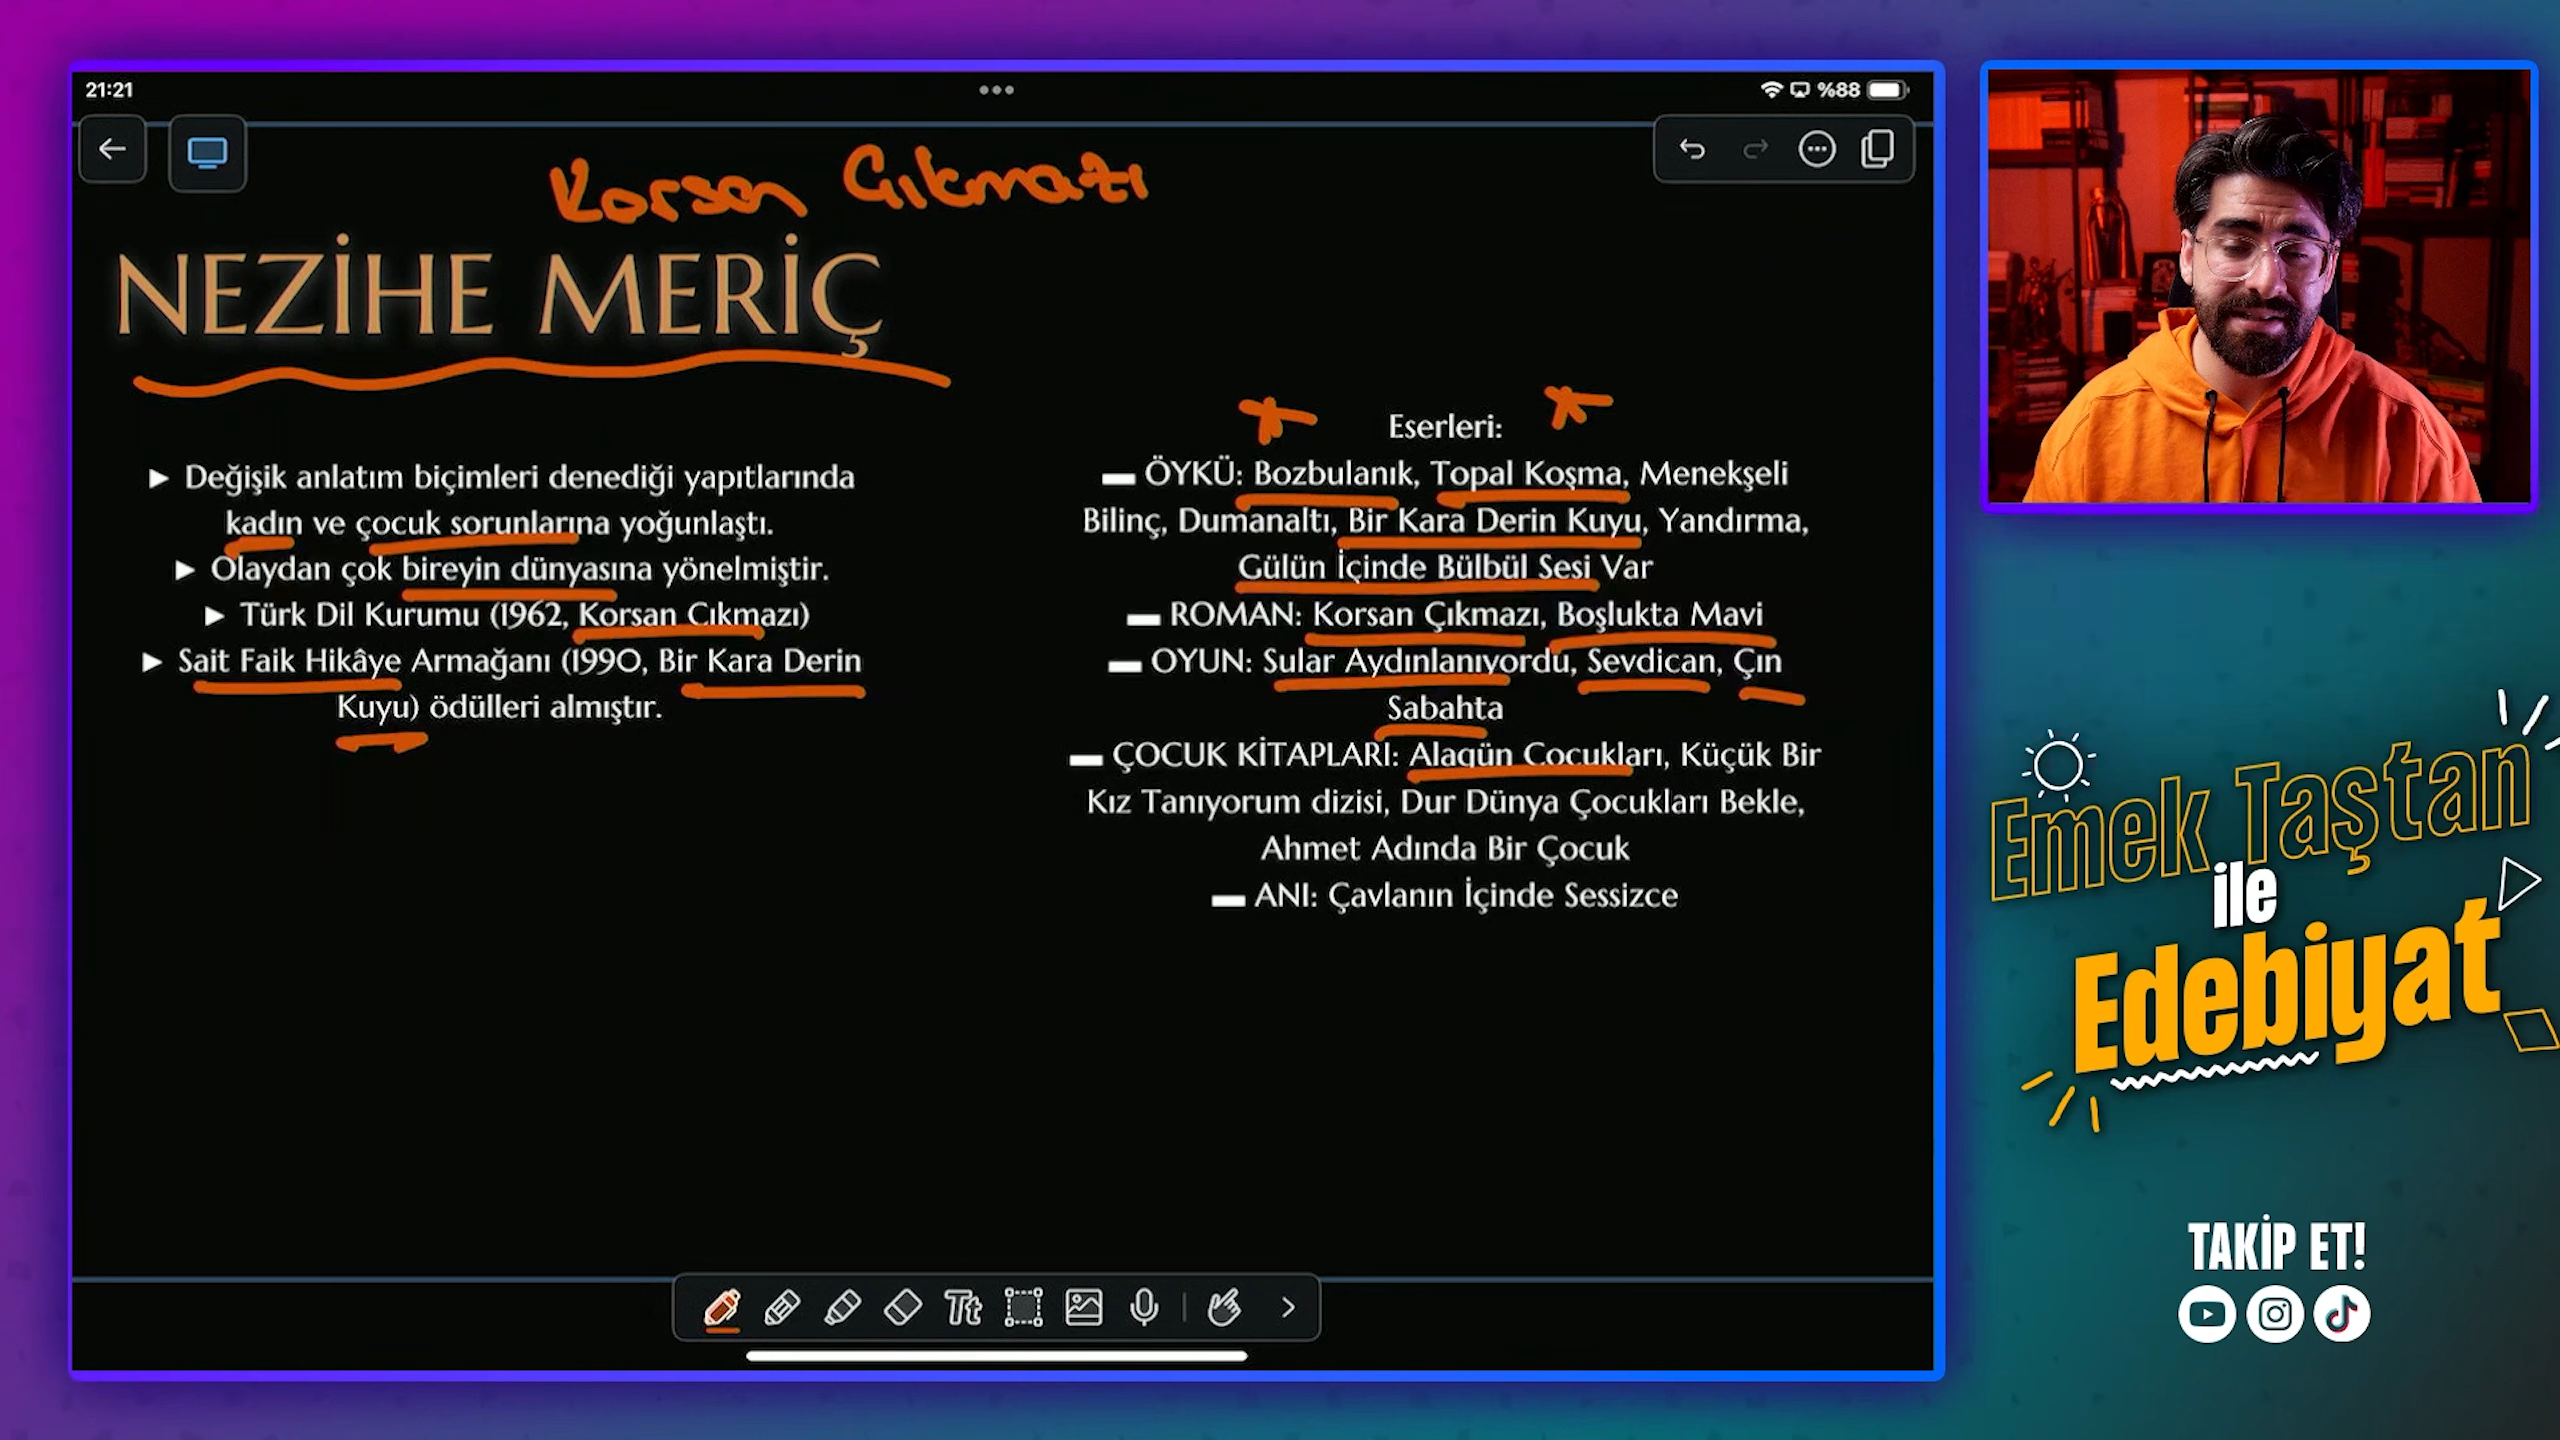 21:21
%88
Korsan Çıkmazı
NEZİHE MERİÇ
► Değişik anlatım biçimleri denediği yapıtlarında
kadın ve çocuk sorunlarına yoğunlaştı.
► Olaydan çok bireyin dünyasına yönelmiştir.
► Türk Dil Kurumu (1962, Korsan Çıkmazı)
► Sait Faik Hikâye Armağanı (1990, Bir Kara Derin
Kuyu) ödülleri almıştır.
Eserleri:
▬ ÖYKÜ: Bozbulanık, Topal Koşma, Menekşeli
Bilinç, Dumanaltı, Bir Kara Derin Kuyu, Yandırma,
Gülün İçinde Bülbül Sesi Var
▬ ROMAN: Korsan Çıkmazı, Boşlukta Mavi
▬ OYUN: Sular Aydınlanıyordu, Sevdican, Çın
Sabahta
▬ ÇOCUK KİTAPLARI: Alagün Çocukları, Küçük Bir
Kız Tanıyorum dizisi, Dur Dünya Çocukları Bekle,
Ahmet Adında Bir Çocuk
▬ ANI: Çavlanın İçinde Sessizce
Tt
Emek Taştan
ile
Edebiyat
TAKİP ET!